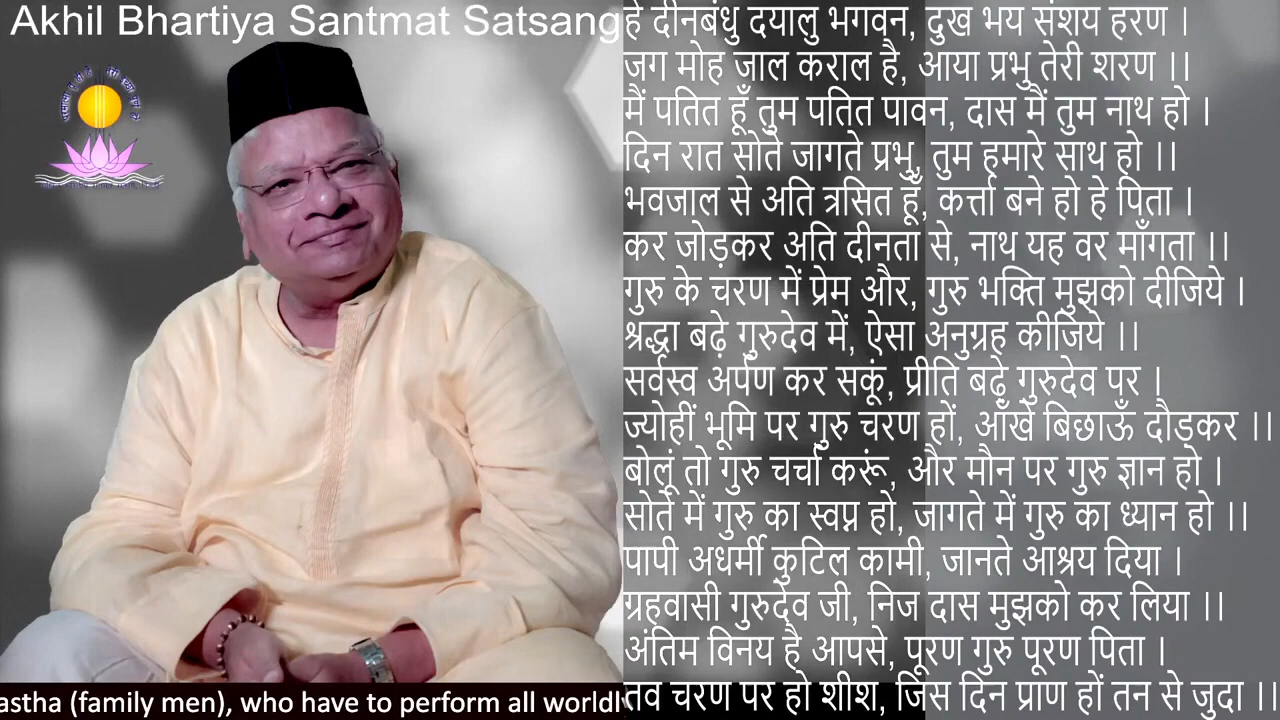 Akhil Bhartiya Santmat Satsang
हे दीनबंधु दयालु भगवन, दुख भय संशय हरण ।
जग मोह जाल कराल है, आया प्रभु तेरी शरण ।।
मैं पतित हूँ तुम पतित पावन, दास मैं तुम नाथ हो ।
दिन रात सोते जागते प्रभु, तुम हमारे साथ हो ।।
भवजाल से अति त्रसित हूँ, कर्त्ता बने हो हे पिता ।
कर जोड़कर अति दीनता से, नाथ यह वर माँगता ।।
गुरु के चरण में प्रेम और, गुरु भक्ति मुझको दीजिये ।
श्रद्धा बढ़े गुरुदेव में, ऐसा अनुग्रह कीजिये ।।
सर्वस्व अर्पण कर सकूं, प्रीति बढ़े गुरुदेव पर ।
ज्योहीं भूमि पर गुरु चरण हों, आँखें बिछाऊँ दौड़कर ।।
बोलूं तो गुरु चर्चा करूं, और मौन पर गुरु ज्ञान हो ।
सोते में गुरु का स्वप्न हो, जागते में गुरु का ध्यान हो ।।
पापी अधर्मी कुटिल कामी, जानते आश्रय दिया ।
ग्रहवासी गुरुदेव जी, निज दास मुझको कर लिया ।।
अंतिम विनय है आपसे, पूरण गुरु पूरण पिता ।
तव चरण पर हो शीश, जिस दिन प्राण हों तन से जुदा ।।
astha (family men), who have to perform all worldl